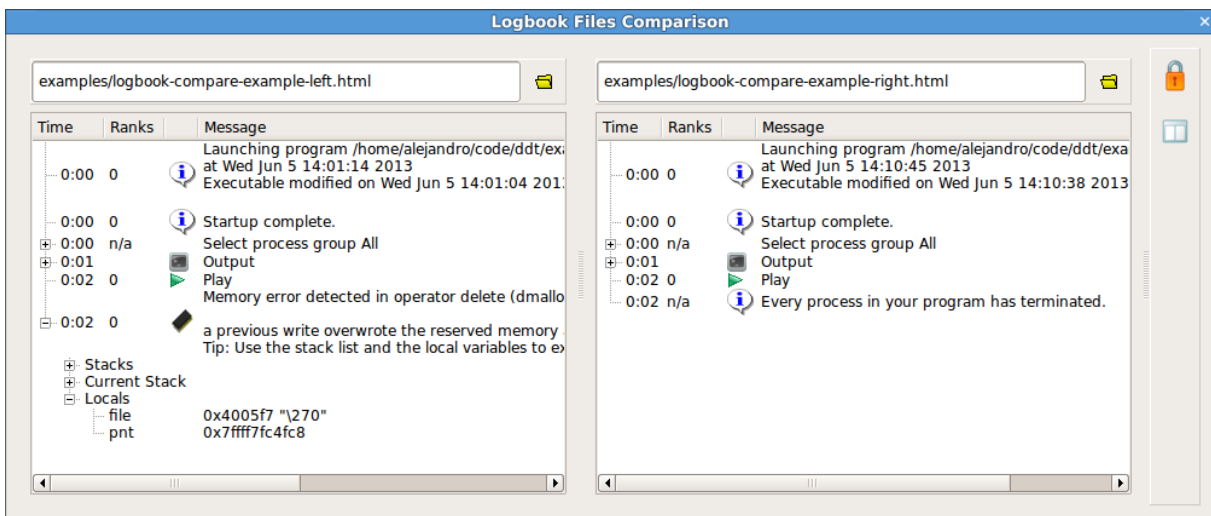 Logbook Files Comparison
examples/logbook-compare-example-left.html
Time Ranks Message
0:00 0 Launching program /home/alejandro/code/ddt/exa
at Wed Jun 5 14:01:14 2013
Executable modified on Wed Jun 5 14:01:04 201
0:00 0 Startup complete.
0:00 n/a Select process group All
0:01 Output
0:02 0 Play
0:02 0 Memory error detected in operator delete (dmallo
a previous write overwrote the reserved memory
Tip: Use the stack list and the local variables to ex
Stacks
Current Stack
Locals
file 0x4005f7 "\270"
pnt 0x7ffff7fc4fc8
examples/logbook-compare-example-right.html
Time Ranks Message
0:00 0 Launching program /home/alejandro/code/ddt/exa
at Wed Jun 5 14:10:45 2013
Executable modified on Wed Jun 5 14:10:38 2013
0:00 0 Startup complete.
0:00 n/a Select process group All
0:01 Output
0:02 0 Play
0:02 n/a Every process in your program has terminated.